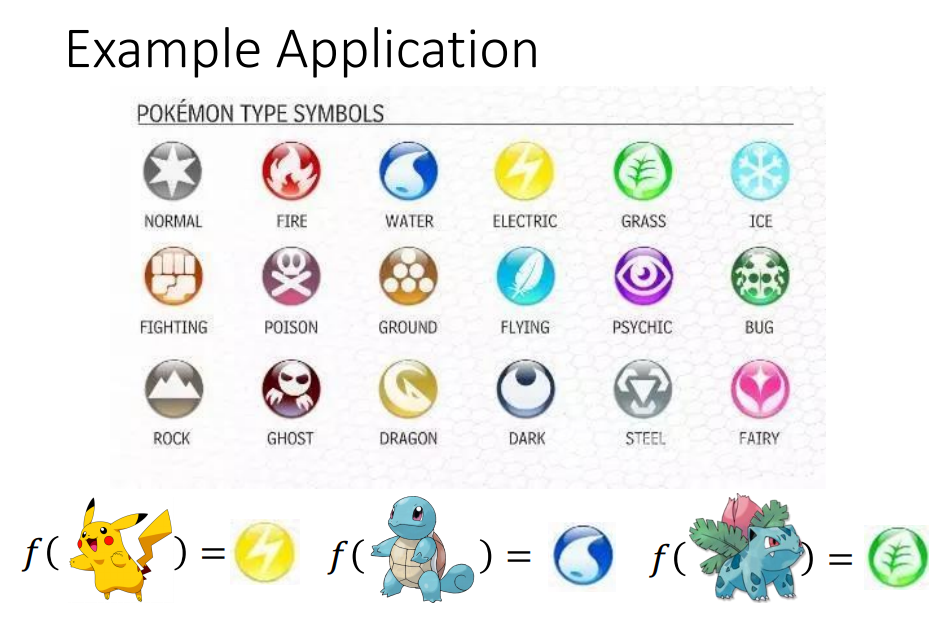 Example Application
POKÉMON TYPE SYMBOLS
NORMAL FIRE WATER ELECTRIC GRASS ICE
FIGHTING POISON GROUND FLYING PSYCHIC BUG
ROCK GHOST DRAGON DARK STEEL FAIRY
f( ) = f( ) = f( ) =